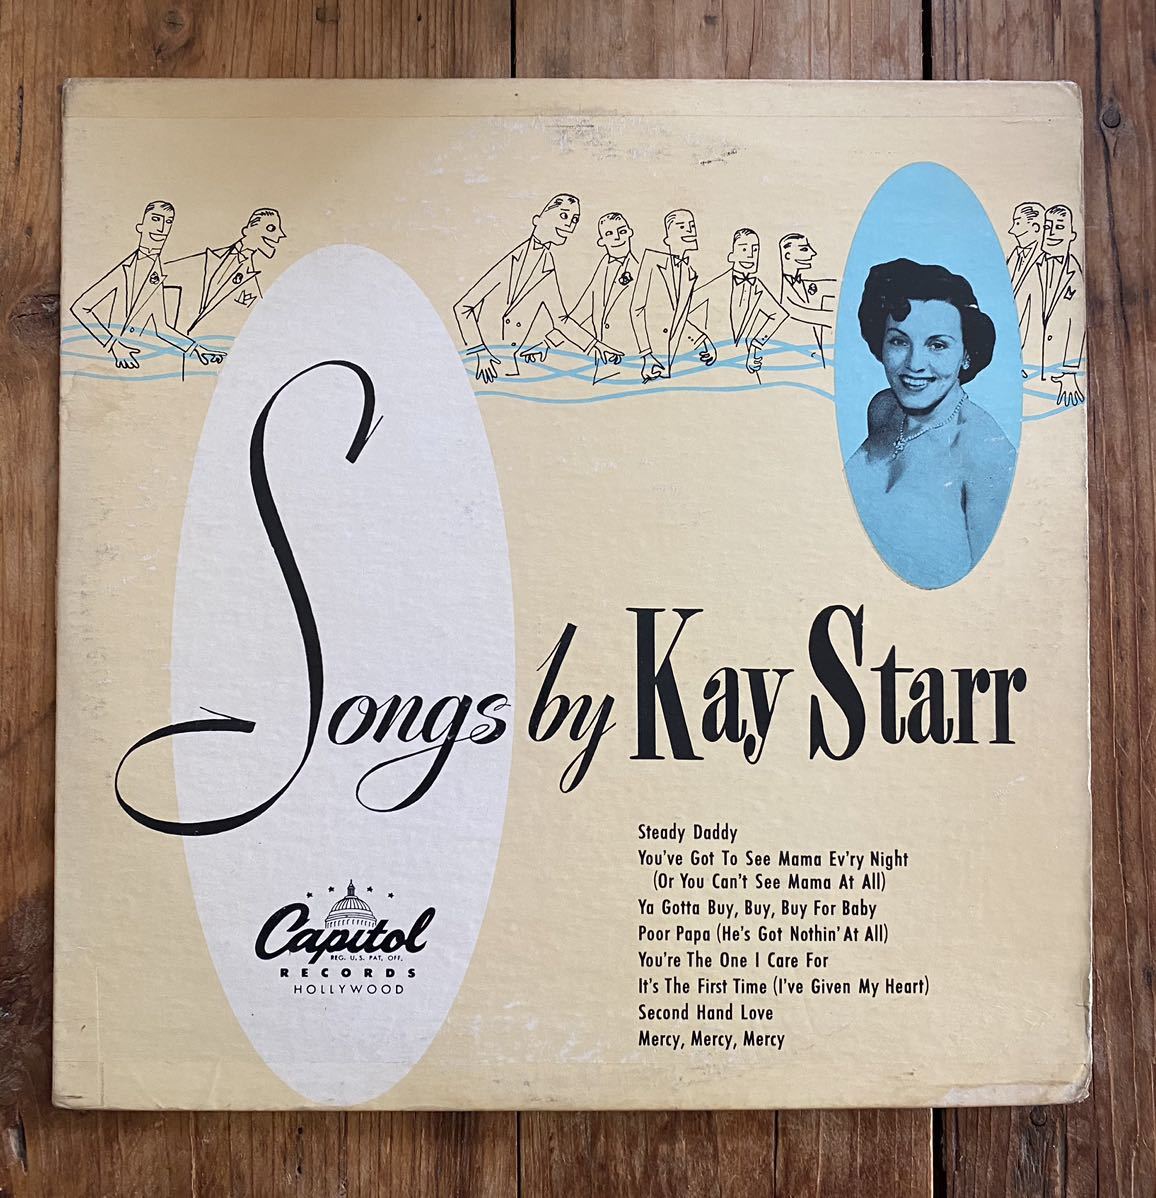 Songs by Kay Starr
Steady Daddy
You've Got To See Mama Ev'ry Night
(Or You Can't See Mama At All)
Ya Gotta Buy, Buy, Buy For Baby
Poor Papa (He's Got Nothin' At All)
You're The One I Care For
It's The First Time (I've Given My Heart)
Second Hand Love
Mercy, Mercy, Mercy
Capitol
REG. U.S. PAT. OFF.
RECORDS
HOLLYWOOD